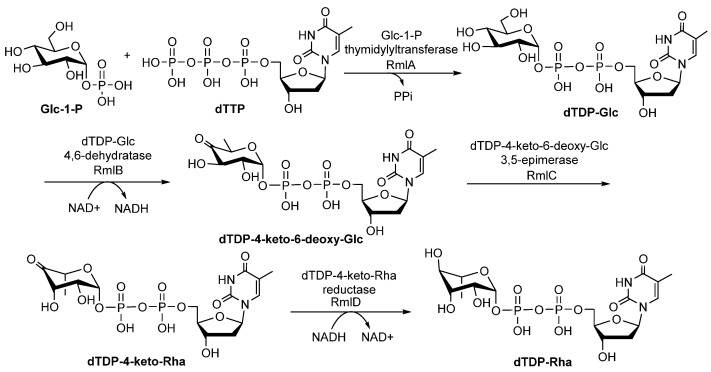 Glc-1-P
thymidylyltransferase
RmlA
PPi
+
Glc-1-P
dTTP
dTDP-Glc
dTDP-Glc
4,6-dehydratase
RmlB
NAD+ NADH
dTDP-4-keto-6-deoxy-Glc
dTDP-4-keto-6-deoxy-Glc
3,5-epimerase
RmlC
dTDP-4-keto-Rha
dTDP-4-keto-Rha
reductase
RmlD
NADH NAD+
dTDP-Rha